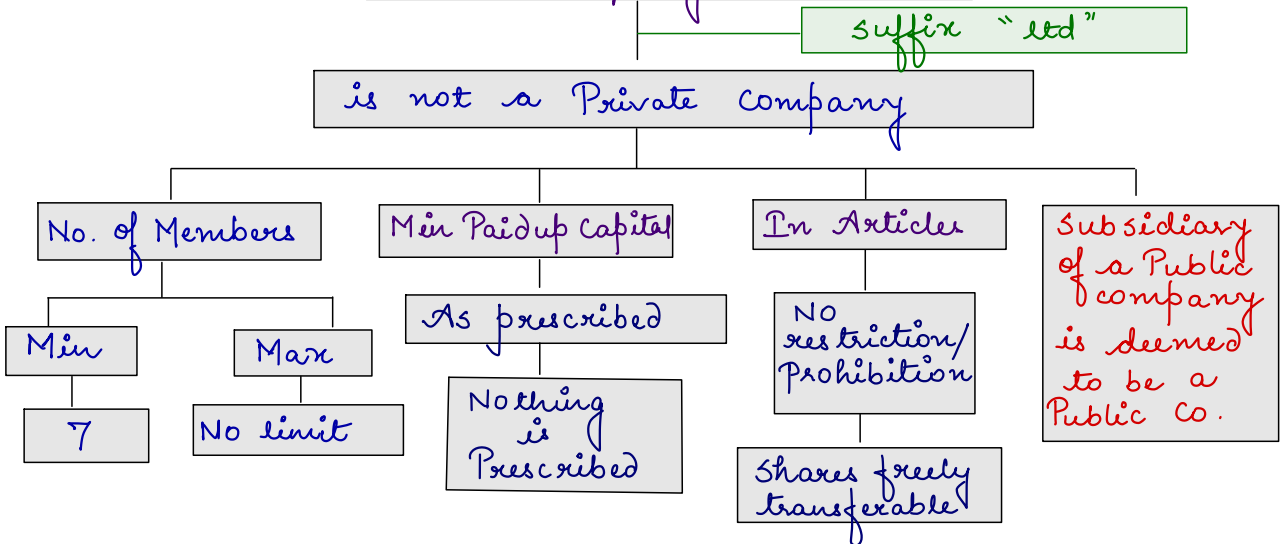 suffix "ltd"
is not a Private Company
No. of Members
Min Paidup Capital
In Articles
Subsidiary
of a Public
company
is deemed
to be a
Public Co.
As prescribed
No
restriction/
Prohibition
Min
Max
Nothing
is
Prescribed
7
No limit
Shares freely
transferable